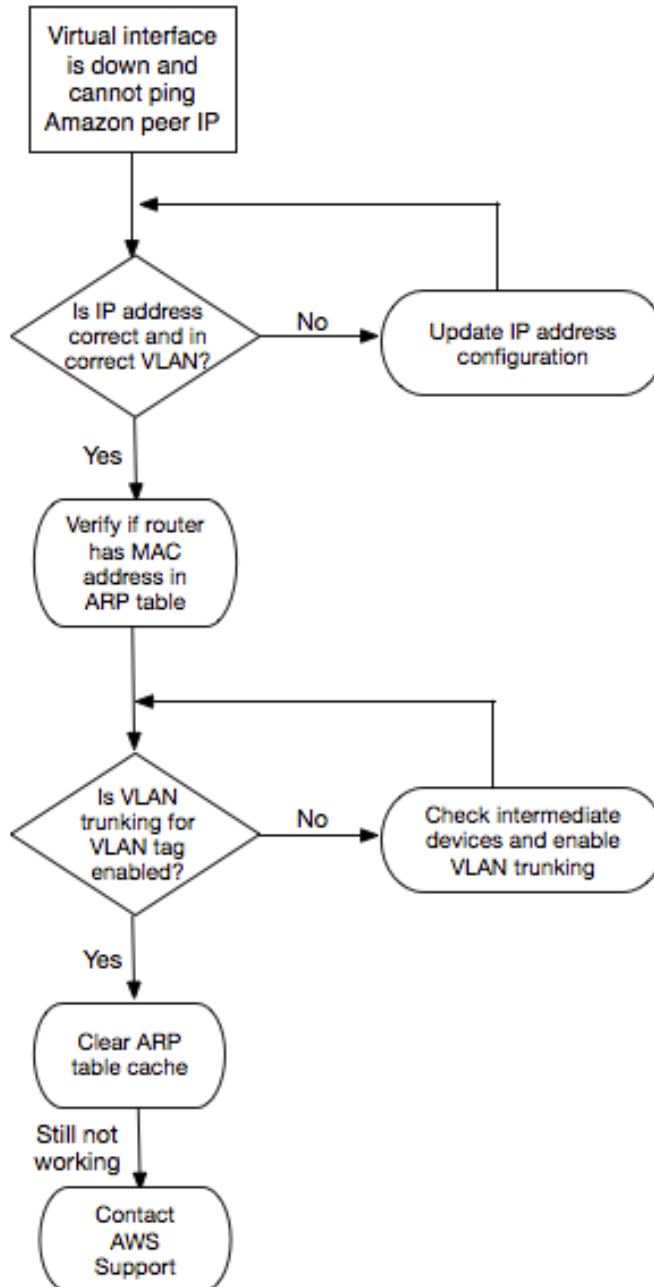 Virtual interface
is down and
cannot ping
Amazon peer IP
Is IP address
correct and in
correct VLAN?
No
Update IP address
configuration
Yes
Verify if router
has MAC
address in
ARP table
Is VLAN
trunking for
VLAN tag
enabled?
No
Check intermediate
devices and enable
VLAN trunking
Yes
Clear ARP
table cache
Still not
working
Contact
AWS
Support